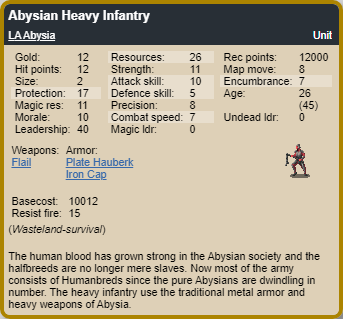 Abysian Heavy Infantry
LA Abysia Unit
Gold: 12 Resources: 26 Rec points: 12000
Hit points: 12 Strength: 11 Map move: 8
Size: 2 Attack skill: 10 Encumbrance: 7
Protection: 17 Defence skill: 5 Age: 26
Magic res: 11 Precision: 8 (45)
Morale: 10 Combat speed: 7 Undead ldr: 0
Leadership: 40 Magic ldr: 0
Weapons: Armor:
Flail Plate Hauberk
Iron Cap
Basecost: 10012
Resist fire: 15
(Wasteland-survival)
The human blood has grown strong in the Abysian society and the
halfbreeds are no longer mere slaves. Now most of the army
consists of Humanbreds since the pure Abysians are dwindling in
number. The heavy infantry use the traditional metal armor and
heavy weapons of Abysia.